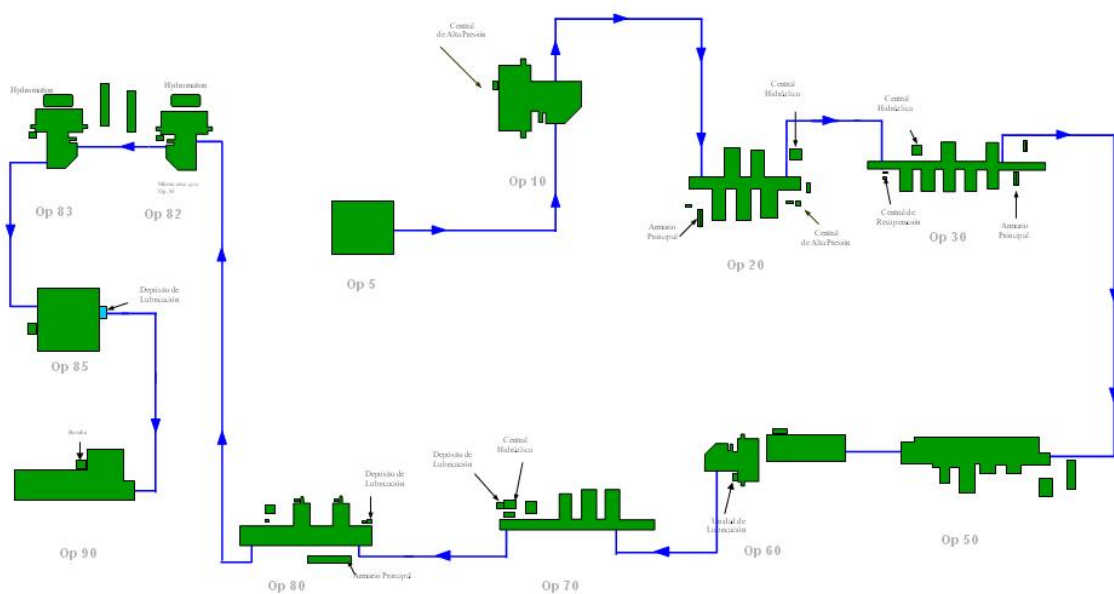 Central
de Alta Presión
Op 10
Op 5
Central
Hidráulica
Armario
Principal
Op 20
Central
de Alta Presión
Central
Hidráulica
Central de
Recuperación
Op 30
Armario
Principal
Hydromation
Hydromation
Op 83
Op 82
Depósito de
Lubricación
Op 85
Op 90
Depósito de
Lubricación
Op 80
Armario Principal
Depósito de
Lubricación
Central
Hidráulica
Op 70
Unidad de
Lubricación
Op 60
Op 50